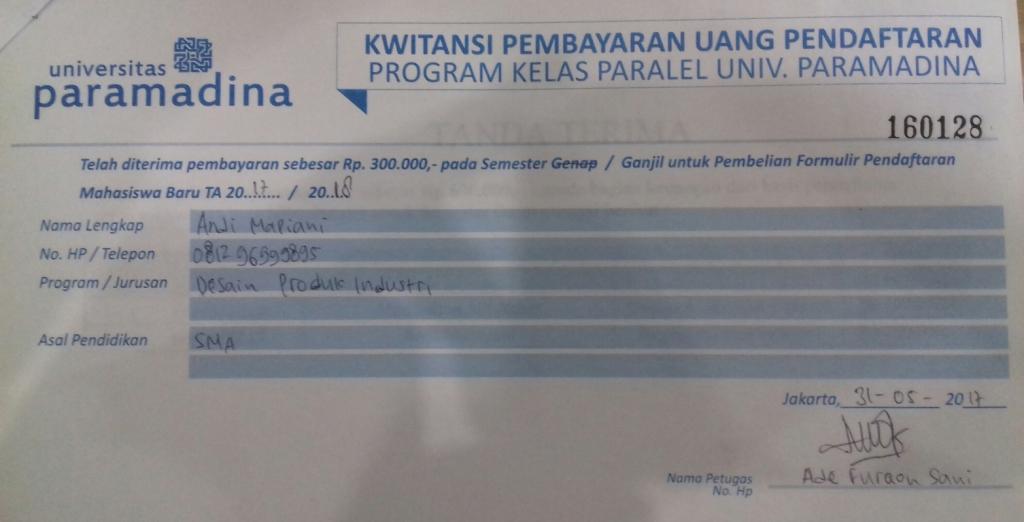 universitas
paramadina
KWITANSI PEMBAYARAN UANG PENDAFTARAN
PROGRAM KELAS PARALEL UNIV. PARAMADINA
160128
TANDA TERIMA
Telah diterima pembayaran sebesar Rp. 300.000,- pada Semester Genap / Ganjil untuk Pembelian Formulir Pendaftaran
Mahasiswa Baru TA 20..17... / 20..18
Nama Lengkap Andi Mariani
No. HP / Telepon
Program / Jurusan Desain Produk Industri
Asal Pendidikan SMA
Jakarta, 31-05-2017
Ade Furqon Sani
Nama Petugas
No. Hp